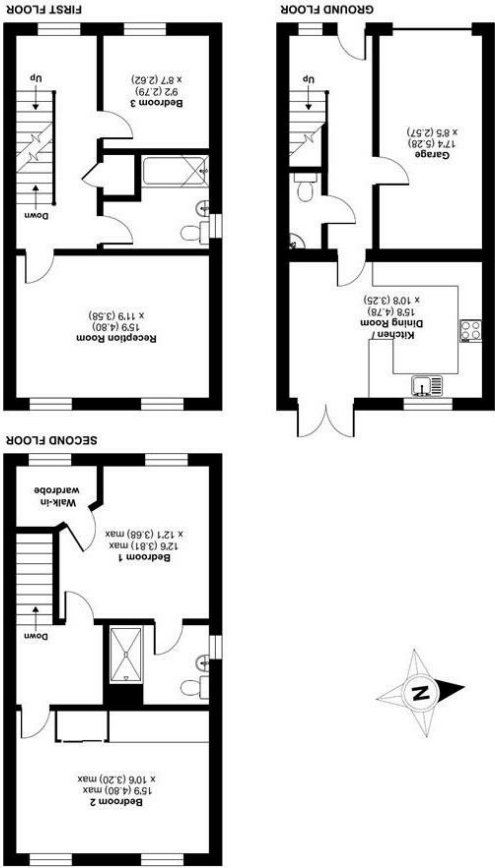 N
Bedroom 2
15'9 (4.80) max
x 10'6 (3.20) max
Down
Bedroom 1
12'6 (3.81) max
x 12'1 (3.68) max
Walk-in
wardrobe
SECOND FLOOR
Kitchen /
Dining Room
15'8 (4.78)
x 10'8 (3.25)
Garage
17'4 (5.28)
x 8'5 (2.57)
Up
GROUND FLOOR
Reception Room
15'9 (4.80)
x 11'9 (3.58)
Down
Bedroom 3
9'2 (2.79)
x 8'7 (2.62)
Up
FIRST FLOOR